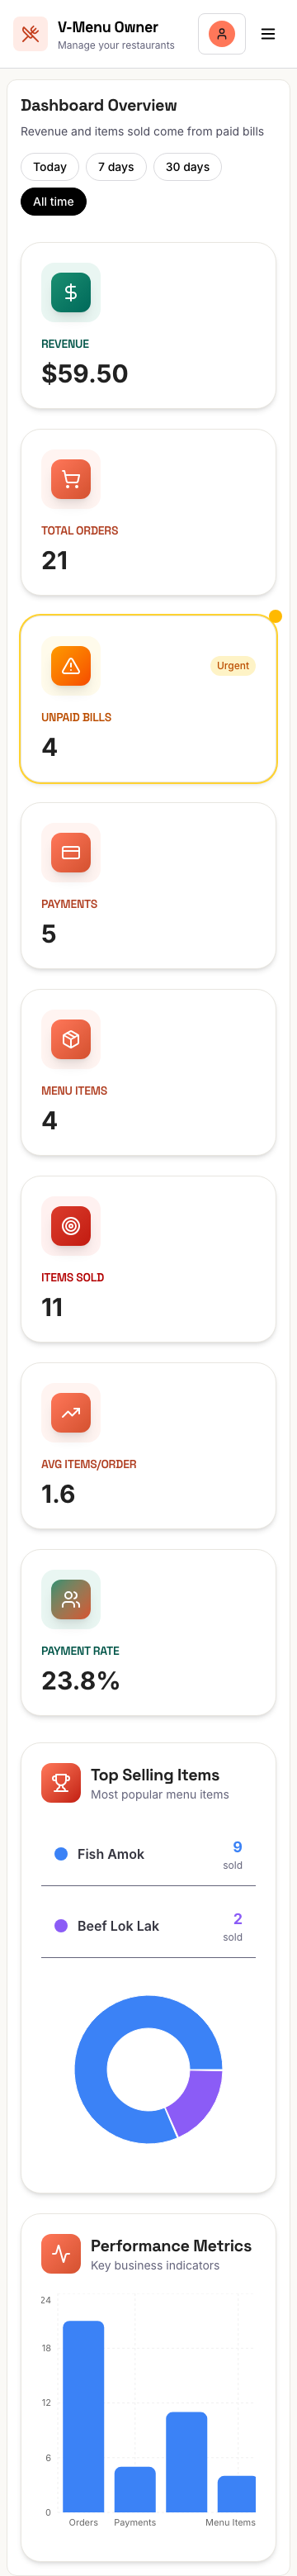 V-Menu Owner
Manage your restaurants
Dashboard Overview
Revenue and items sold come from paid bills
Today
7 days
30 days
All time
REVENUE
$59.50
TOTAL ORDERS
21
Urgent
UNPAID BILLS
4
PAYMENTS
5
MENU ITEMS
4
ITEMS SOLD
11
AVG ITEMS/ORDER
1.6
PAYMENT RATE
23.8%
Top Selling Items
Most popular menu items
Fish Amok
9
sold
Beef Lok Lak
2
sold
Performance Metrics
Key business indicators
24
18
12
6
0
Orders
Payments
Menu Items